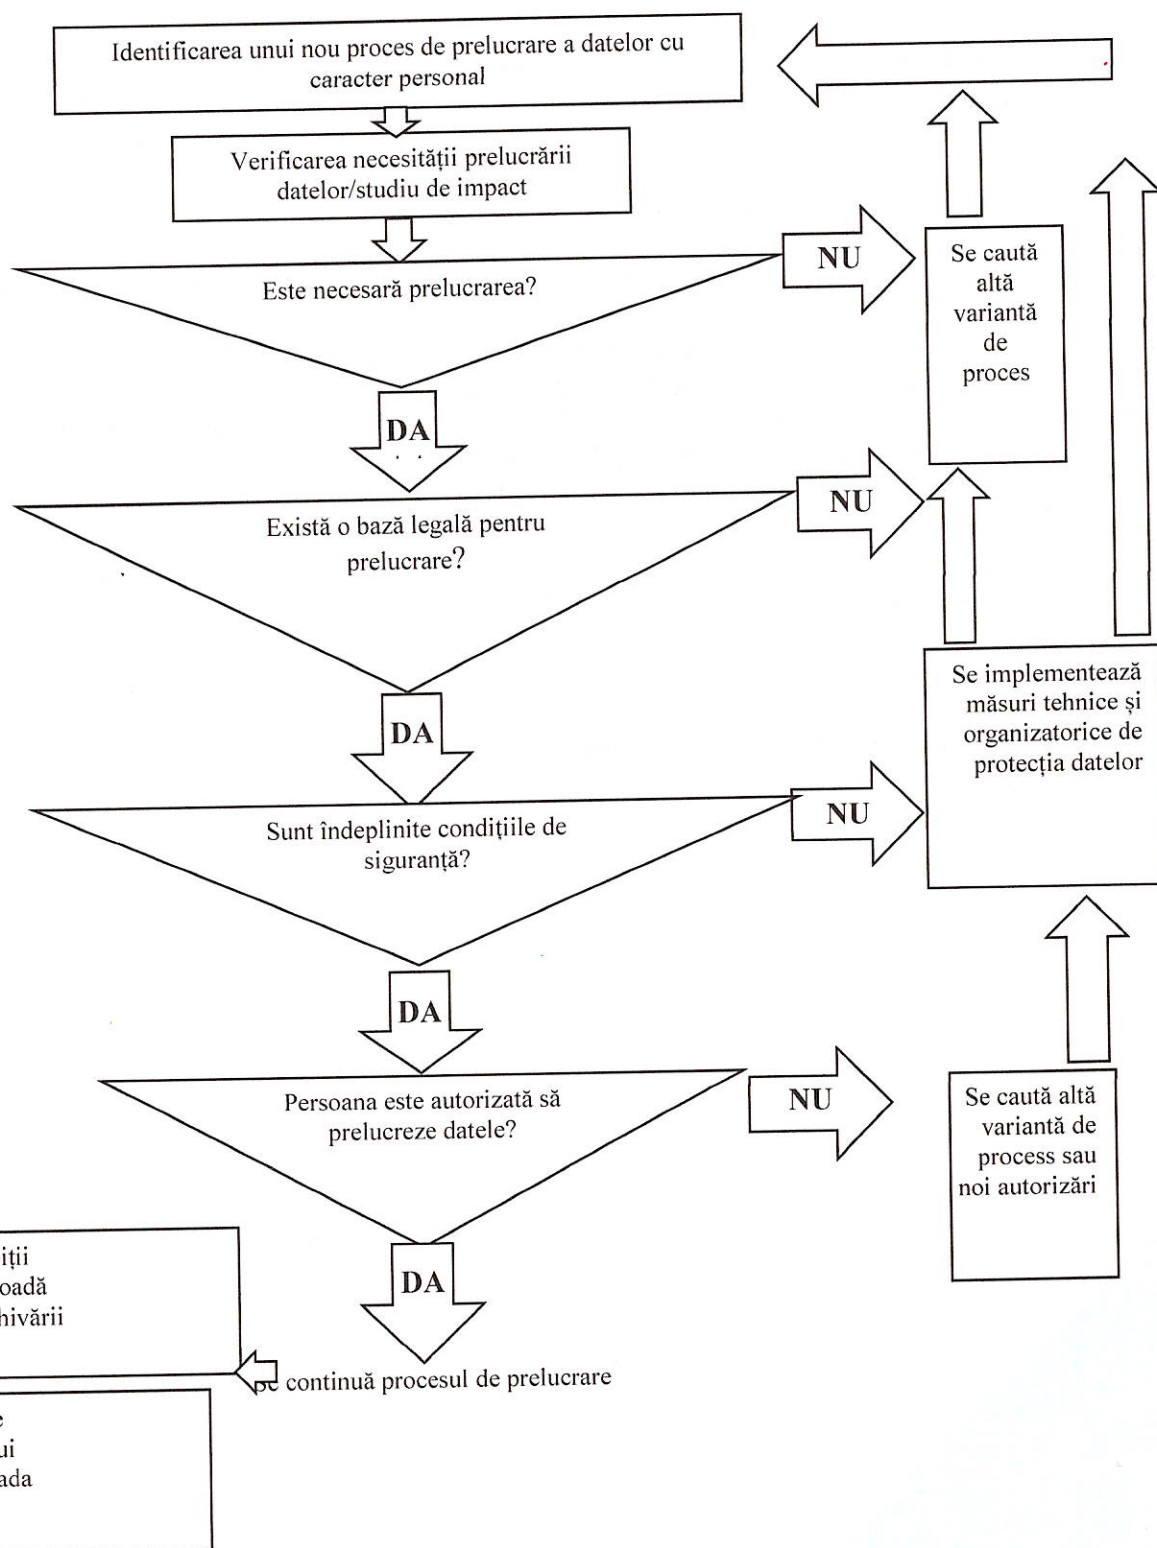 Identificarea unui nou proces de prelucrare a datelor cu
caracter personal
Verificarea necesității prelucrării
datelor/studiu de impact
Este necesară prelucrarea?
NU
Se caută
altă
variantă
de
proces
DA
Există o bază legală pentru
prelucrare?
NU
DA
Se implementează
măsuri tehnice și
organizatorice de
protecția datelor
Sunt îndeplinite condițiile de
siguranță?
NU
DA
Persoana este autorizată să
prelucreze datele?
NU
Se caută altă
variantă de
process sau
noi autorizări
DA
continuă procesul de prelucrare